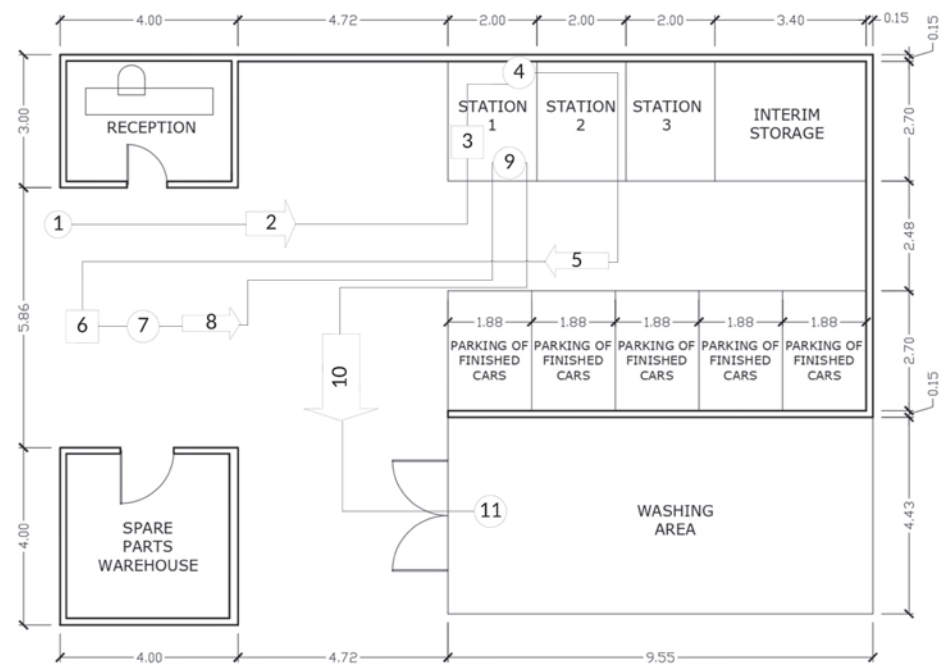 4.00
4.72
2.00
2.00
2.00
3.40
0.15
0.15
3.00
RECEPTION
STATION
1
STATION
2
STATION
3
INTERIM
STORAGE
2.70
4
3
9
1
2
5
2.48
5.86
6
7
8
10
1.88
1.88
1.88
1.88
1.88
PARKING OF
FINISHED
CARS
PARKING OF
FINISHED
CARS
PARKING OF
FINISHED
CARS
PARKING OF
FINISHED
CARS
PARKING OF
FINISHED
CARS
2.70
0.15
4.00
SPARE
PARTS
WAREHOUSE
11
WASHING
AREA
4.43
4.00
4.72
9.55